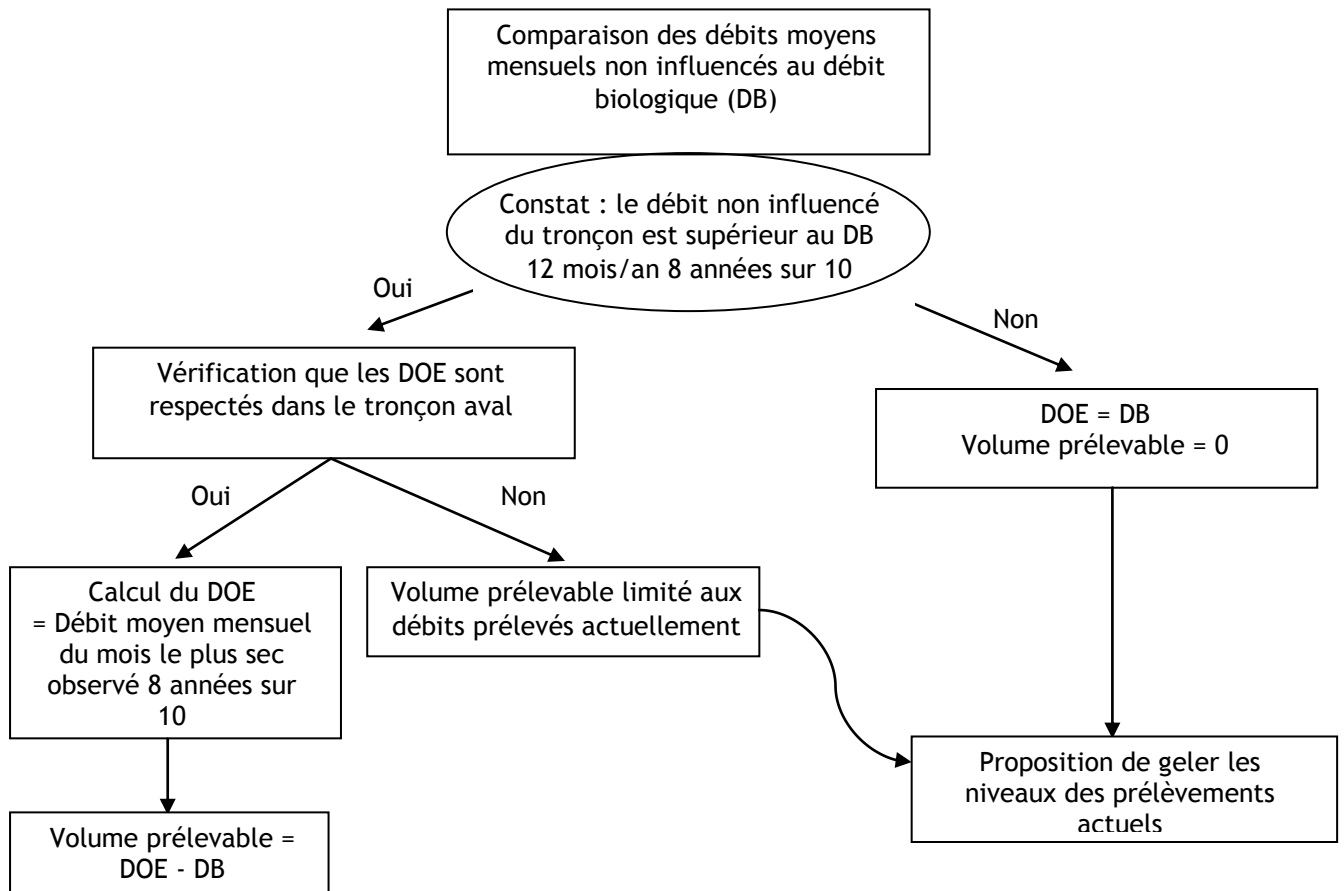 Comparaison des débits moyens
mensuels non influencés au débit
biologique (DB)
Constat : le débit non influencé
du tronçon est supérieur au DB
12 mois/an 8 années sur 10
Oui
Non
Vérification que les DOE sont
respectés dans le tronçon aval
DOE = DB
Volume prélevable = 0
Oui
Non
Calcul du DOE
= Débit moyen mensuel
du mois le plus sec
observé 8 années sur
10
Volume prélevable limité aux
débits prélevés actuellement
Proposition de geler les
niveaux des prélèvements
actuels
Volume prélevable =
DOE - DB